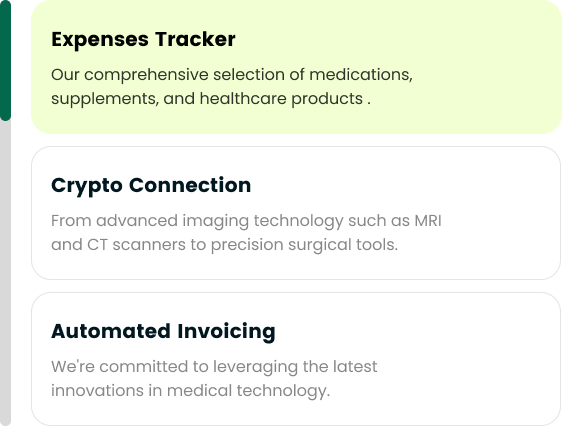 Expenses Tracker
Our comprehensive selection of medications,
supplements, and healthcare products .
Crypto Connection
From advanced imaging technology such as MRI
and CT scanners to precision surgical tools.
Automated Invoicing
We're committed to leveraging the latest
innovations in medical technology.